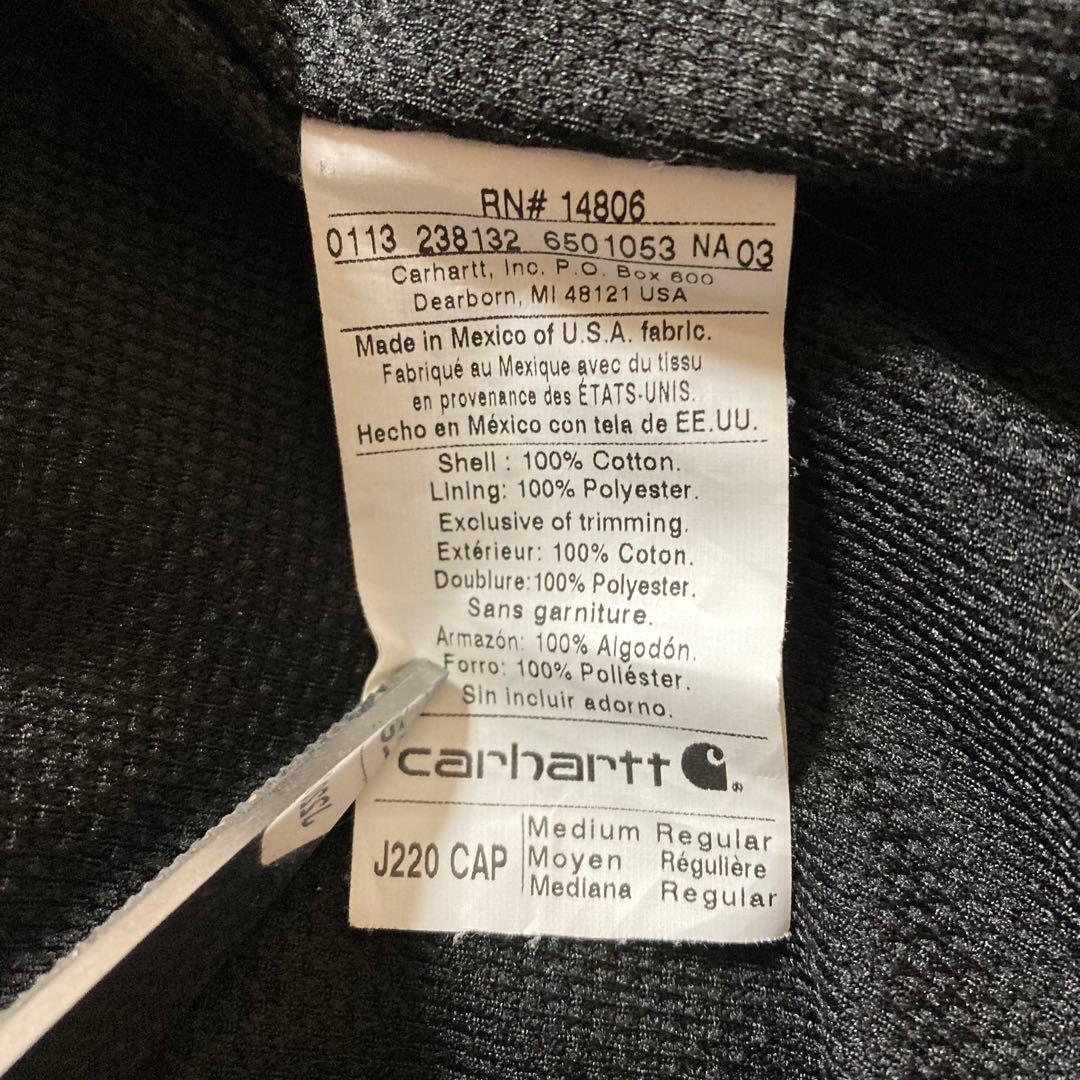 RN# 14806
0113 238132 6501053 NA 03
Carhartt, Inc. P.O. Box 600
Dearborn, MI 48121 USA
Made in Mexico of U.S.A. fabric.
Fabriqué au Mexique avec du tissu
en provenance des ÉTATS-UNIS.
Hecho en México con tela de EE.UU.
Shell : 100% Cotton.
Lining: 100% Polyester.
Exclusive of trimming.
Extérieur: 100% Coton.
Doublure: 100% Polyester.
Sans garniture.
Armazón: 100% Algodón.
Forro: 100% Poliéster.
Sin incluir adorno.
carhartt ®
J220 CAP
Medium Regular
Moyen Régulière
Mediana Regular